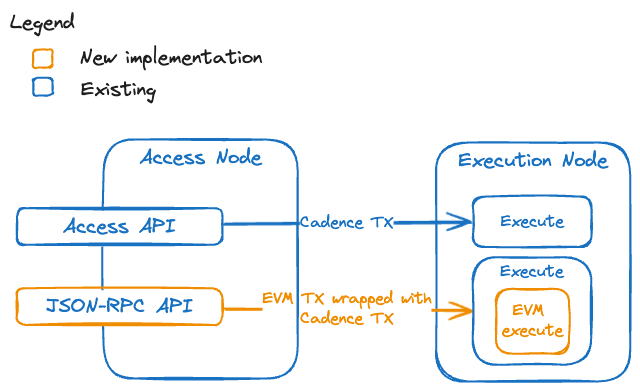 Legend
New implementation
Existing
Access Node
Execution Node
Access API
Cadence TX
Execute
Execute
JSON-RPC API
EVM TX wrapped with
Cadence TX
EVM
execute